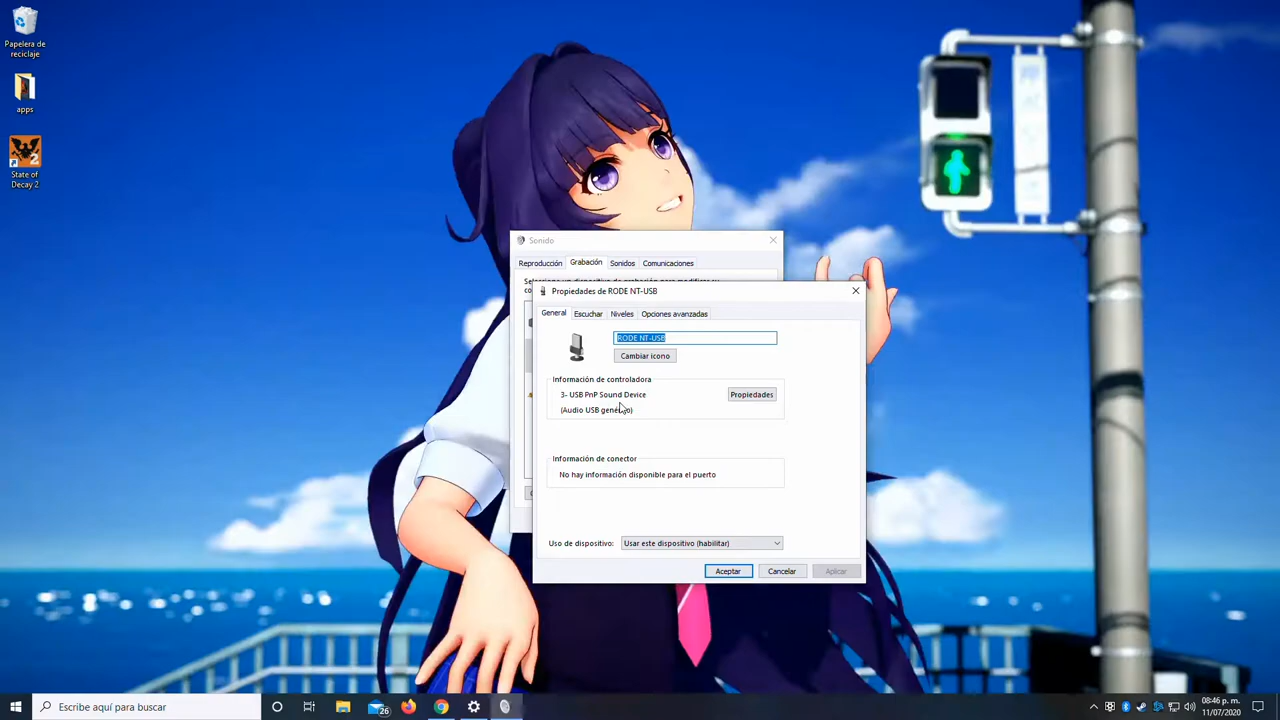 Papelera de
reciclaje
apps
2
State of
Decay 2
Sonido
Reproducción
Grabación
Sonidos
Comunicaciones
Propiedades de RODE NT-USB
General
Escuchar
Niveles
Opciones avanzadas
RODE NT-USB
Cambiar icono
Información de controladora
3- USB PnP Sound Device
(Audio USB genérico)
Propiedades
Información de conector
No hay información disponible para el puerto
Uso de dispositivo:
Usar este dispositivo (habilitar)
Aceptar
Cancelar
Aplicar
Escribe aquí para buscar
26
08:46 p. m.
11/07/2020